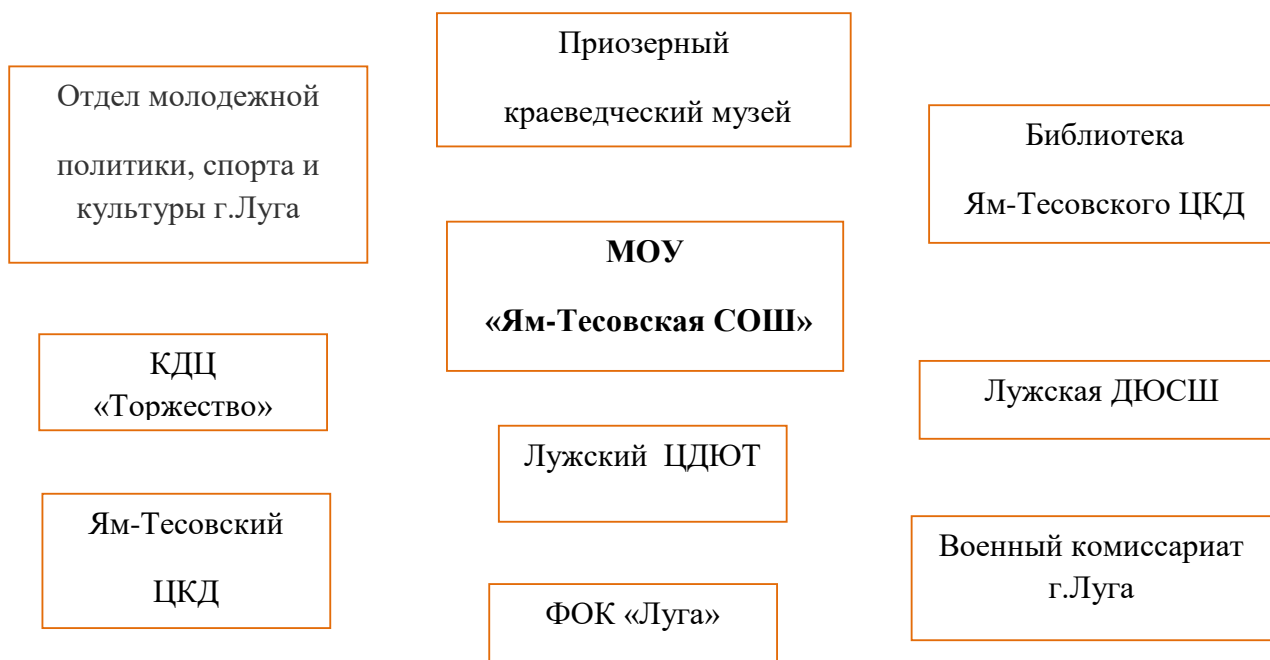 Приозерный
краеведческий музей
Отдел молодежной
политики, спорта и
культуры г.Луга
Библиотека
Ям-Тесовского ЦКД
МОУ
«Ям-Тесовская СОШ»
КДЦ
«Торжество»
Лужская ДЮСШ
Лужский ЦДЮТ
Ям-Тесовский
ЦКД
Военный комиссариат
г.Луга
ФОК «Луга»